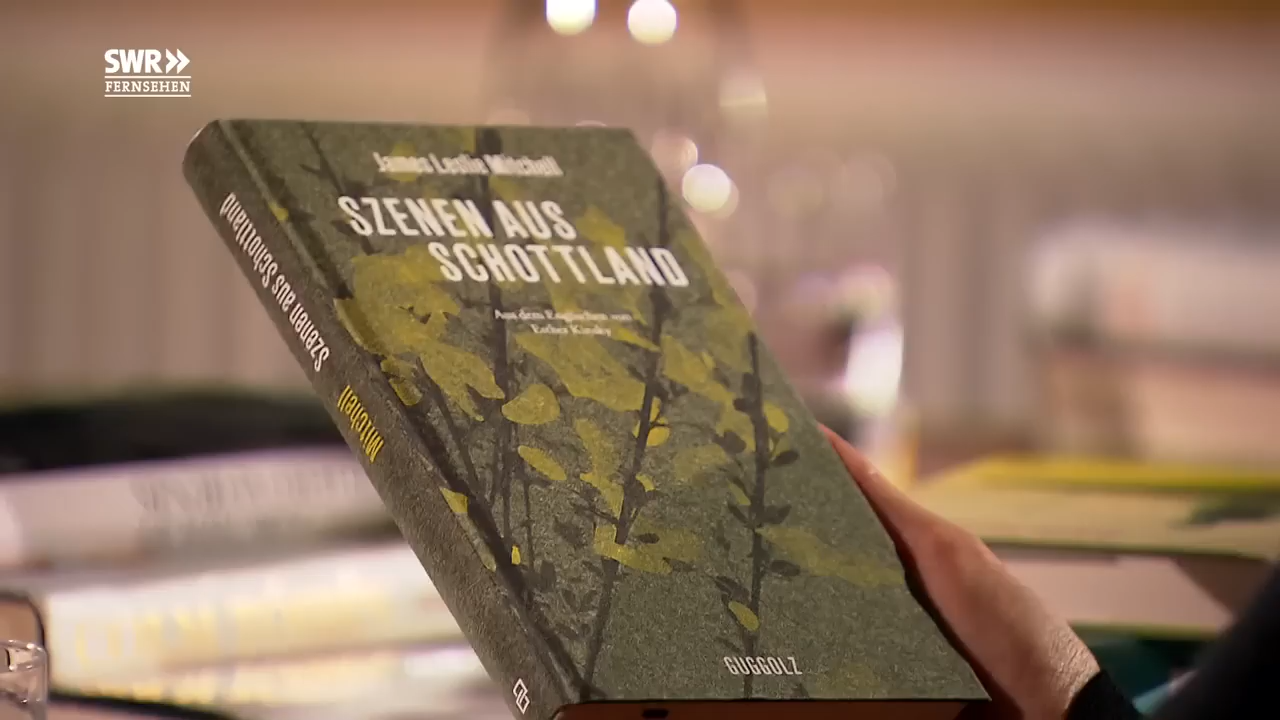 SWR
FERNSEHEN
James Leslie Mitchell
SZENEN AUS
SCHOTTLAND
Aus dem Englischen von
Esther Kinsky
Szenen aus Schottland
Mitchell
GUGGOLZ